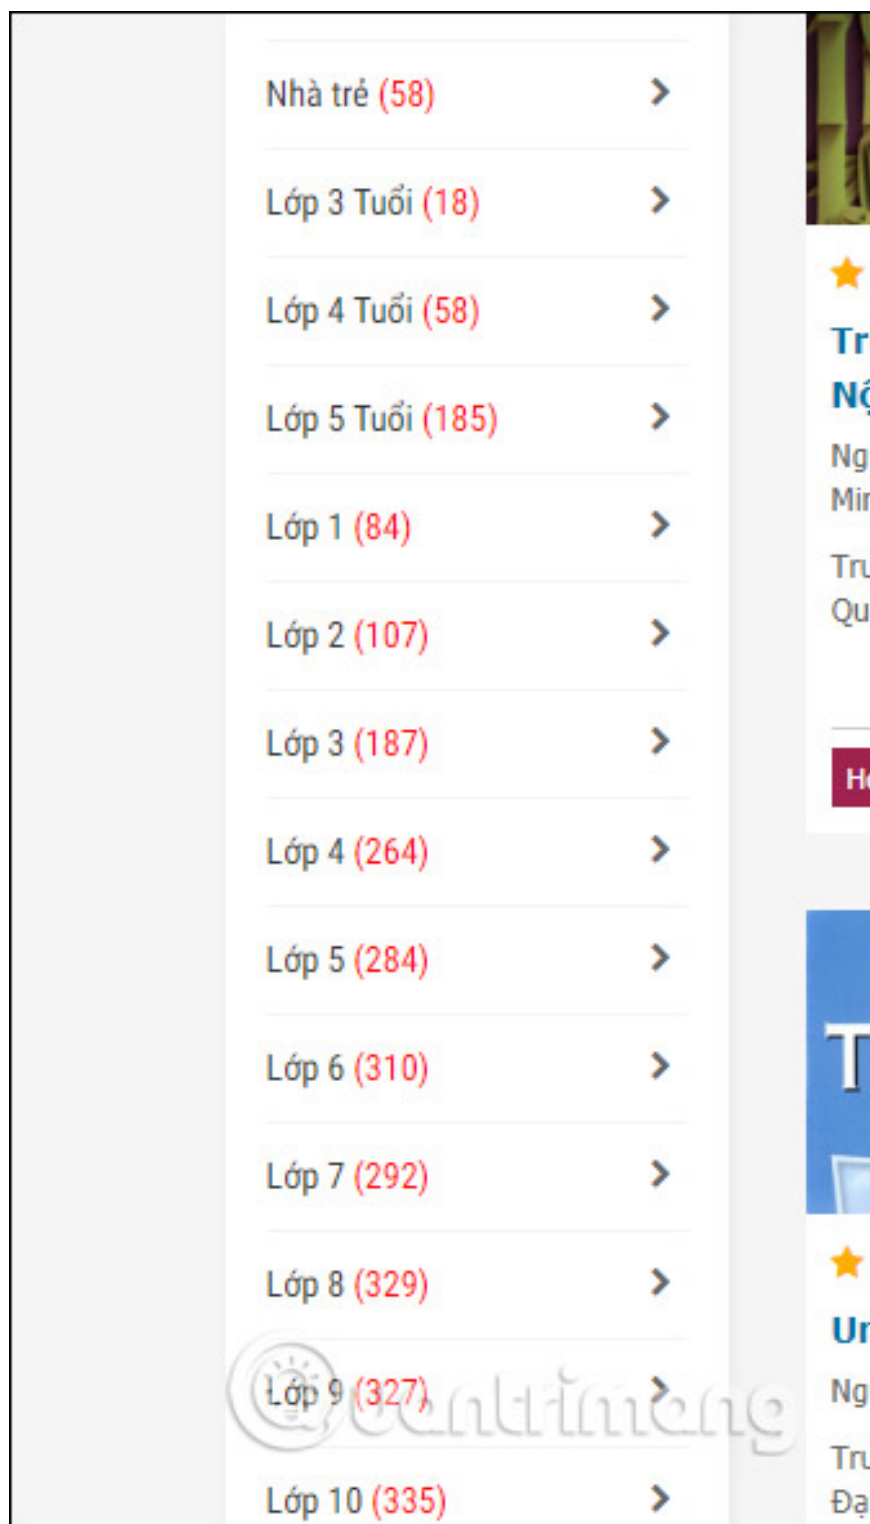 Nhà trẻ (58)
Lớp 3 Tuổi (18)
Lớp 4 Tuổi (58)
Lớp 5 Tuổi (185)
Lớp 1 (84)
Lớp 2 (107)
Lớp 3 (187)
Lớp 4 (264)
Lớp 5 (284)
Lớp 6 (310)
Lớp 7 (292)
Lớp 8 (329)
Lớp 9 (327)
Lớp 10 (335)
Quantrimang